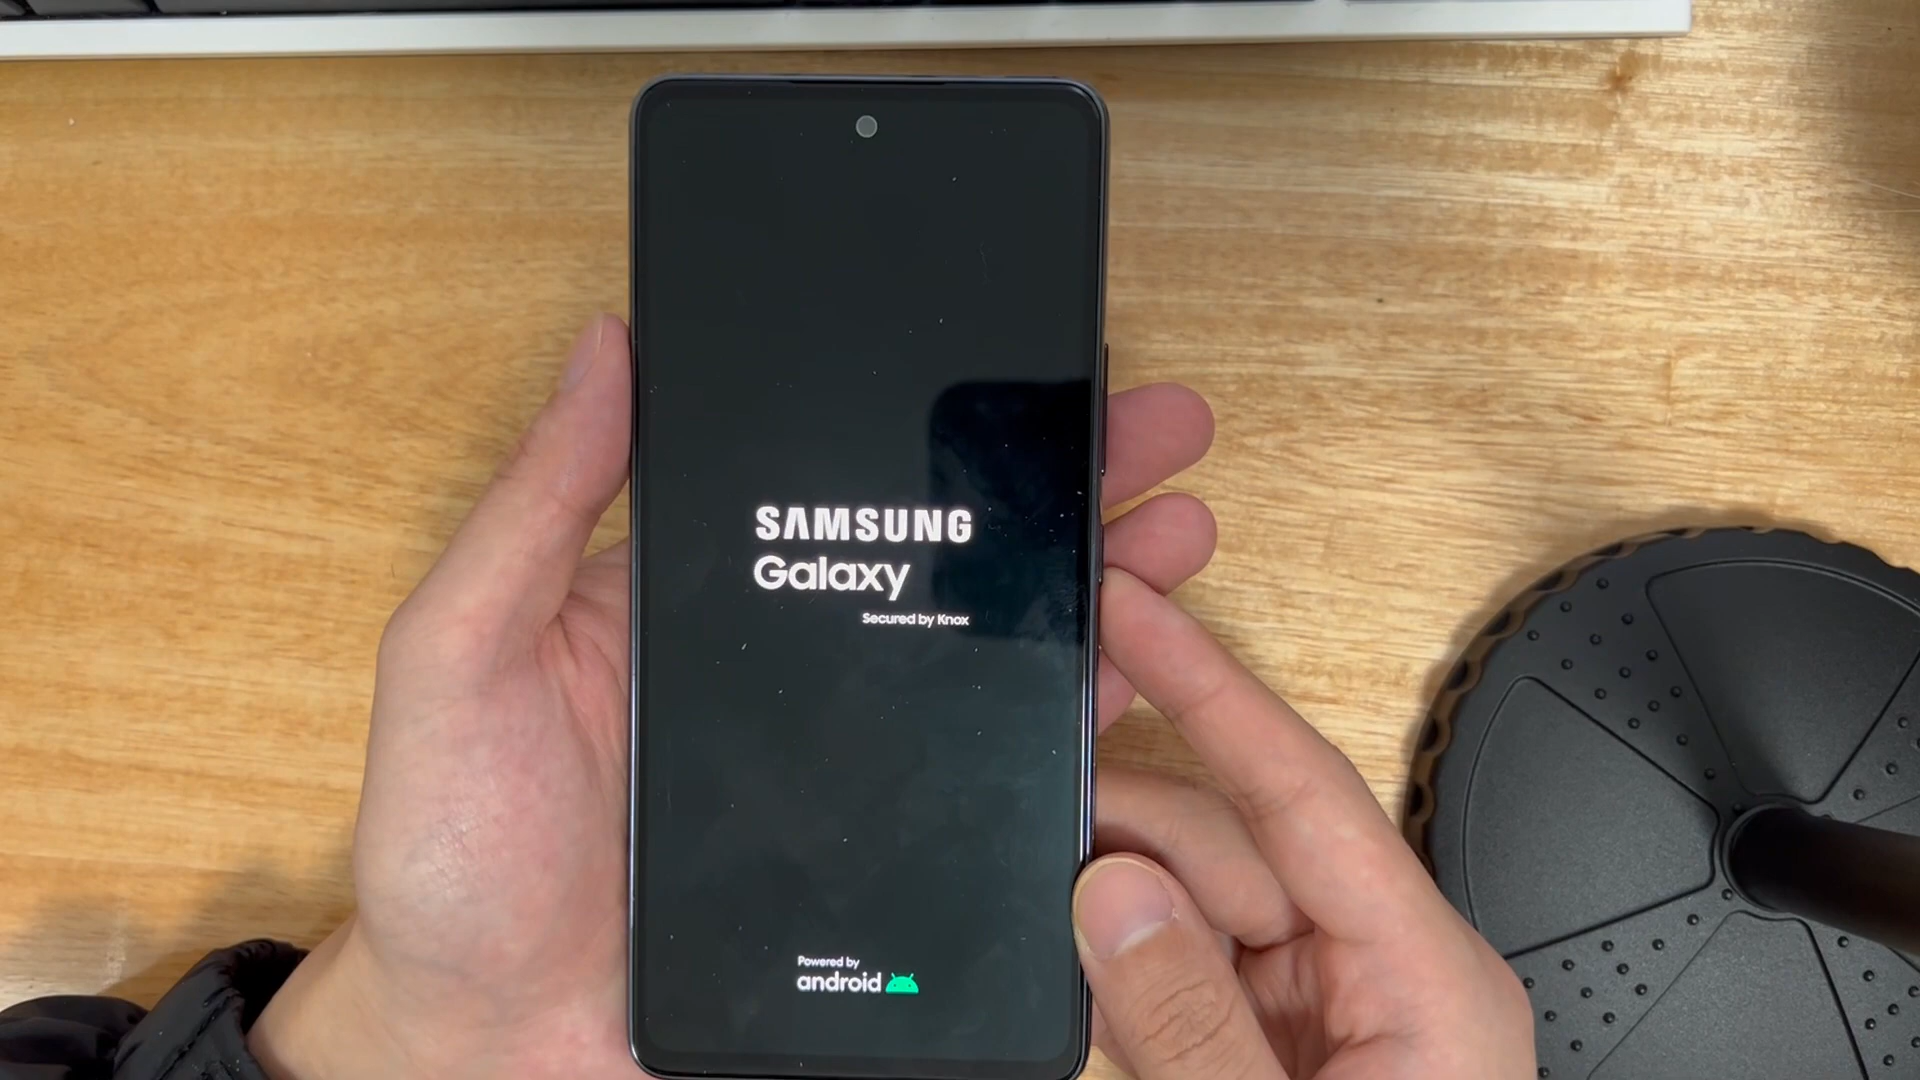 SAMSUNG
Galaxy
Secured by Knox
Powered by
android